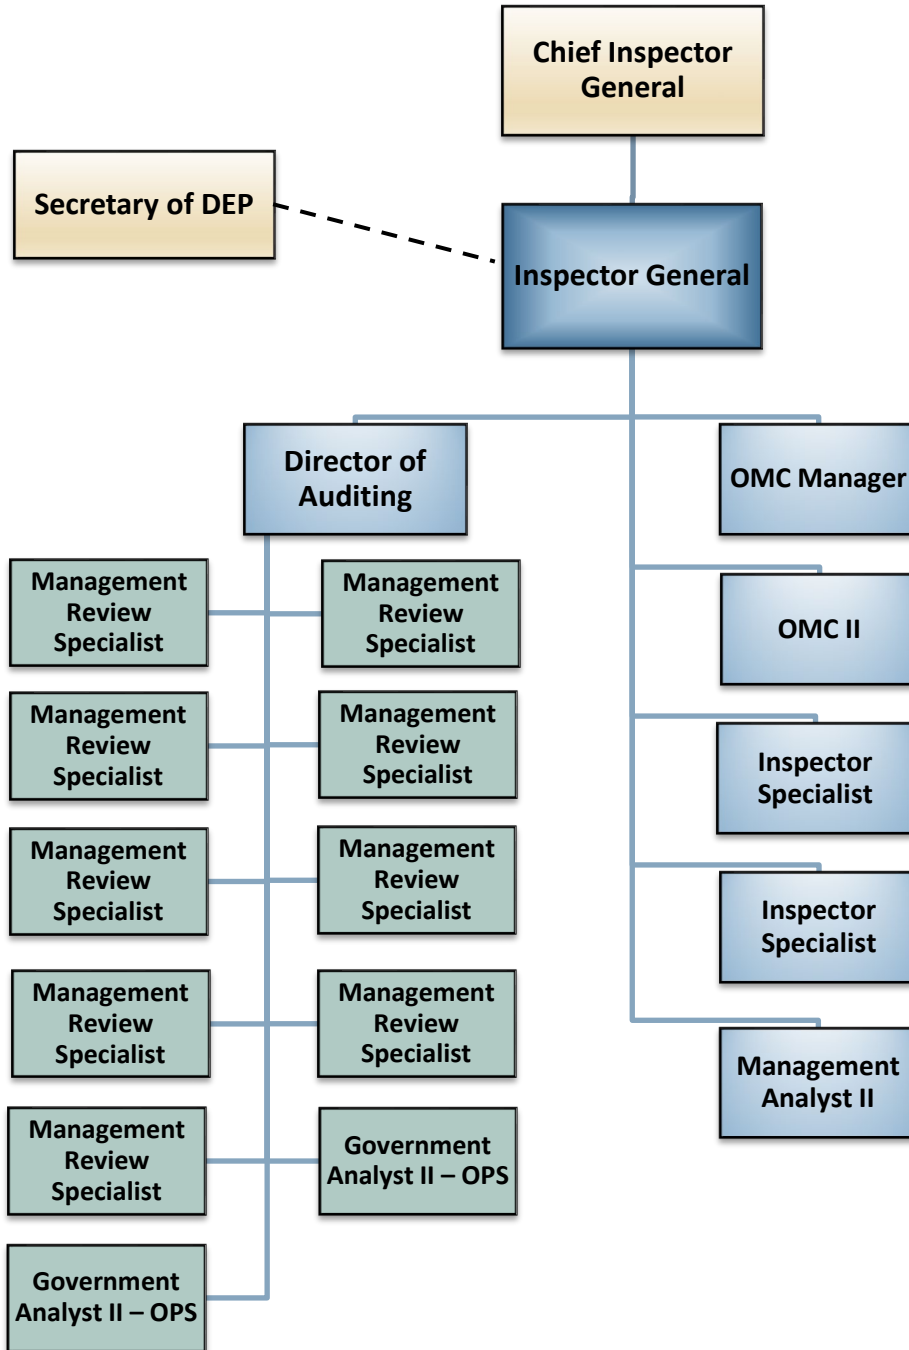 Chief Inspector
General
Secretary of DEP
Inspector General
Director of
Auditing
OMC Manager
Management
Review
Specialist
Management
Review
Specialist
OMC II
Management
Review
Specialist
Management
Review
Specialist
Inspector
Specialist
Management
Review
Specialist
Management
Review
Specialist
Inspector
Specialist
Management
Review
Specialist
Management
Review
Specialist
Management
Analyst II
Management
Review
Specialist
Government
Analyst II – OPS
Government
Analyst II – OPS